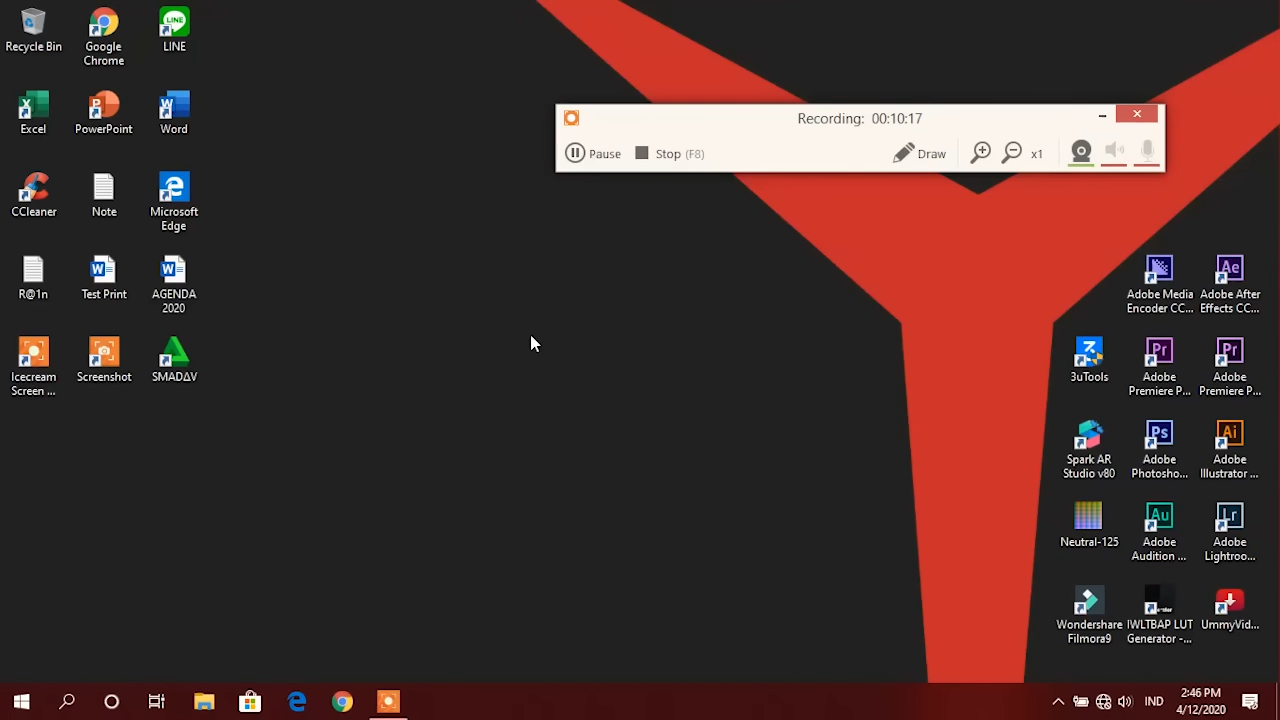 Recycle Bin
Google
Chrome
LINE
Excel
PowerPoint
Word
CCleaner
Note
Microsoft
Edge
R@1n
Test Print
AGENDA
2020
Icecream
Screen ...
Screenshot
SMADΔV
Recording: 00:10:17
Pause
Stop (F8)
Draw
x1
Adobe Media
Encoder CC...
Adobe After
Effects CC...
3uTools
Adobe
Premiere P...
Adobe
Premiere P...
Spark AR
Studio v80
Adobe
Photosho...
Adobe
Illustrator ...
Neutral-125
Adobe
Audition ...
Adobe
Lightroo...
Wondershare
Filmora9
IWLTBAP LUT
Generator -...
UmmyVid...
IND
2:46 PM
4/12/2020